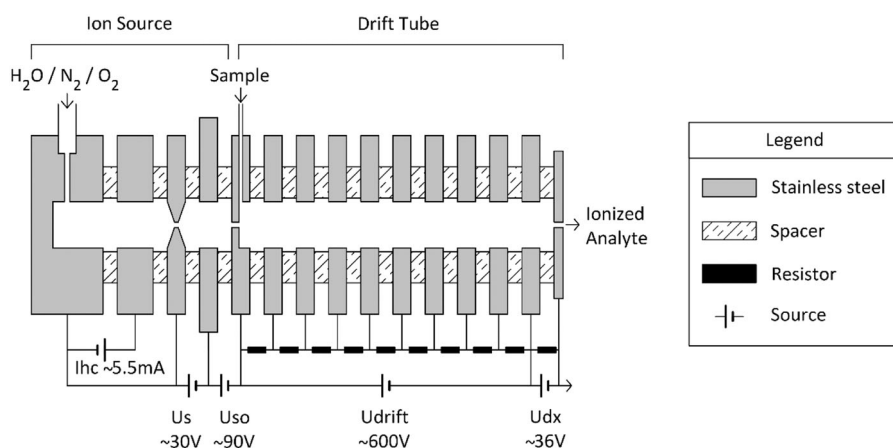 Ion Source
Drift Tube
H₂O / N₂ / O₂
Sample
Ionized
Analyte
Ihc ~5.5mA
Us
~30V
Uso
~90V
Udrift
~600V
Udx
~36V
Legend
Stainless steel
Spacer
Resistor
Source